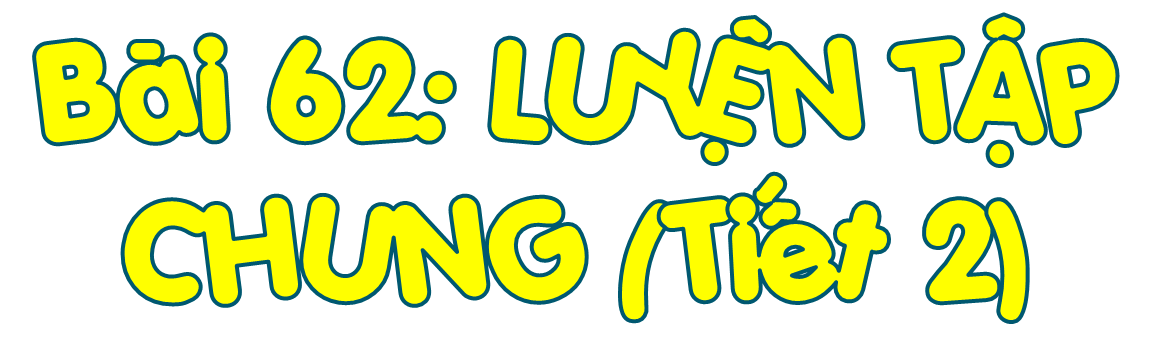 Bài 62: LUYỆN TẬP
CHUNG (Tiết 2)